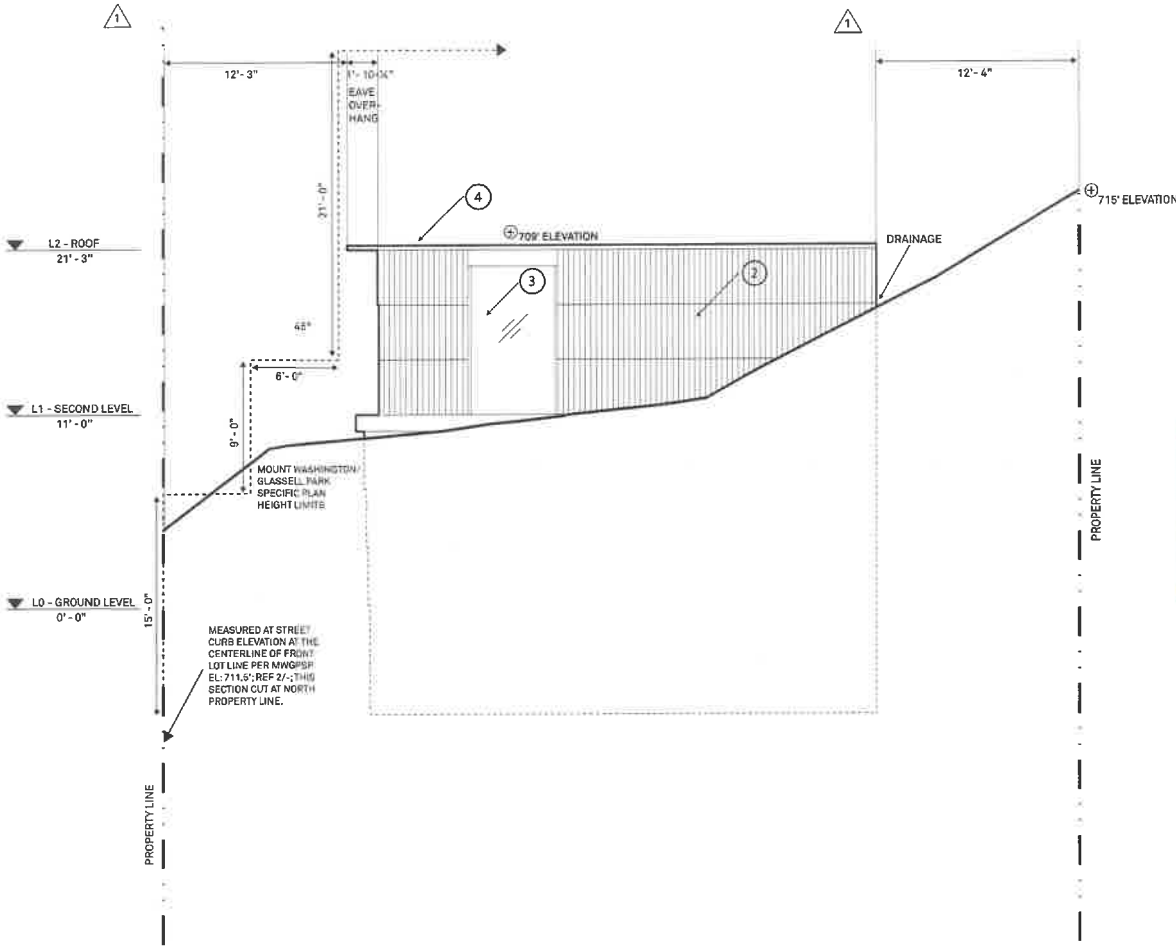 1
1
12'- 3"
1'- 10
12'- 4"
EAVE
OVER-
HANG
21'- 0"
4
715' ELEVATION
709' ELEVATION
L2 - ROOF
21'- 3"
DRAINAGE
3
2
45°
6'- 0"
L1 - SECOND LEVEL
11'- 0"
9'- 0"
MOUNT WASHINGTON/
GLASSELL PARK
SPECIFIC PLAN
HEIGHT LIMITS
PROPERTY LINE
L0 - GROUND LEVEL
0'- 0"
15'- 0"
MEASURED AT STREET
CURB ELEVATION AT THE
CENTERLINE OF FRONT
LOT LINE PER MWGPSP
EL: 711.5'; REF 2/-; THIS
SECTION CUT AT NORTH
PROPERTY LINE.
PROPERTY LINE